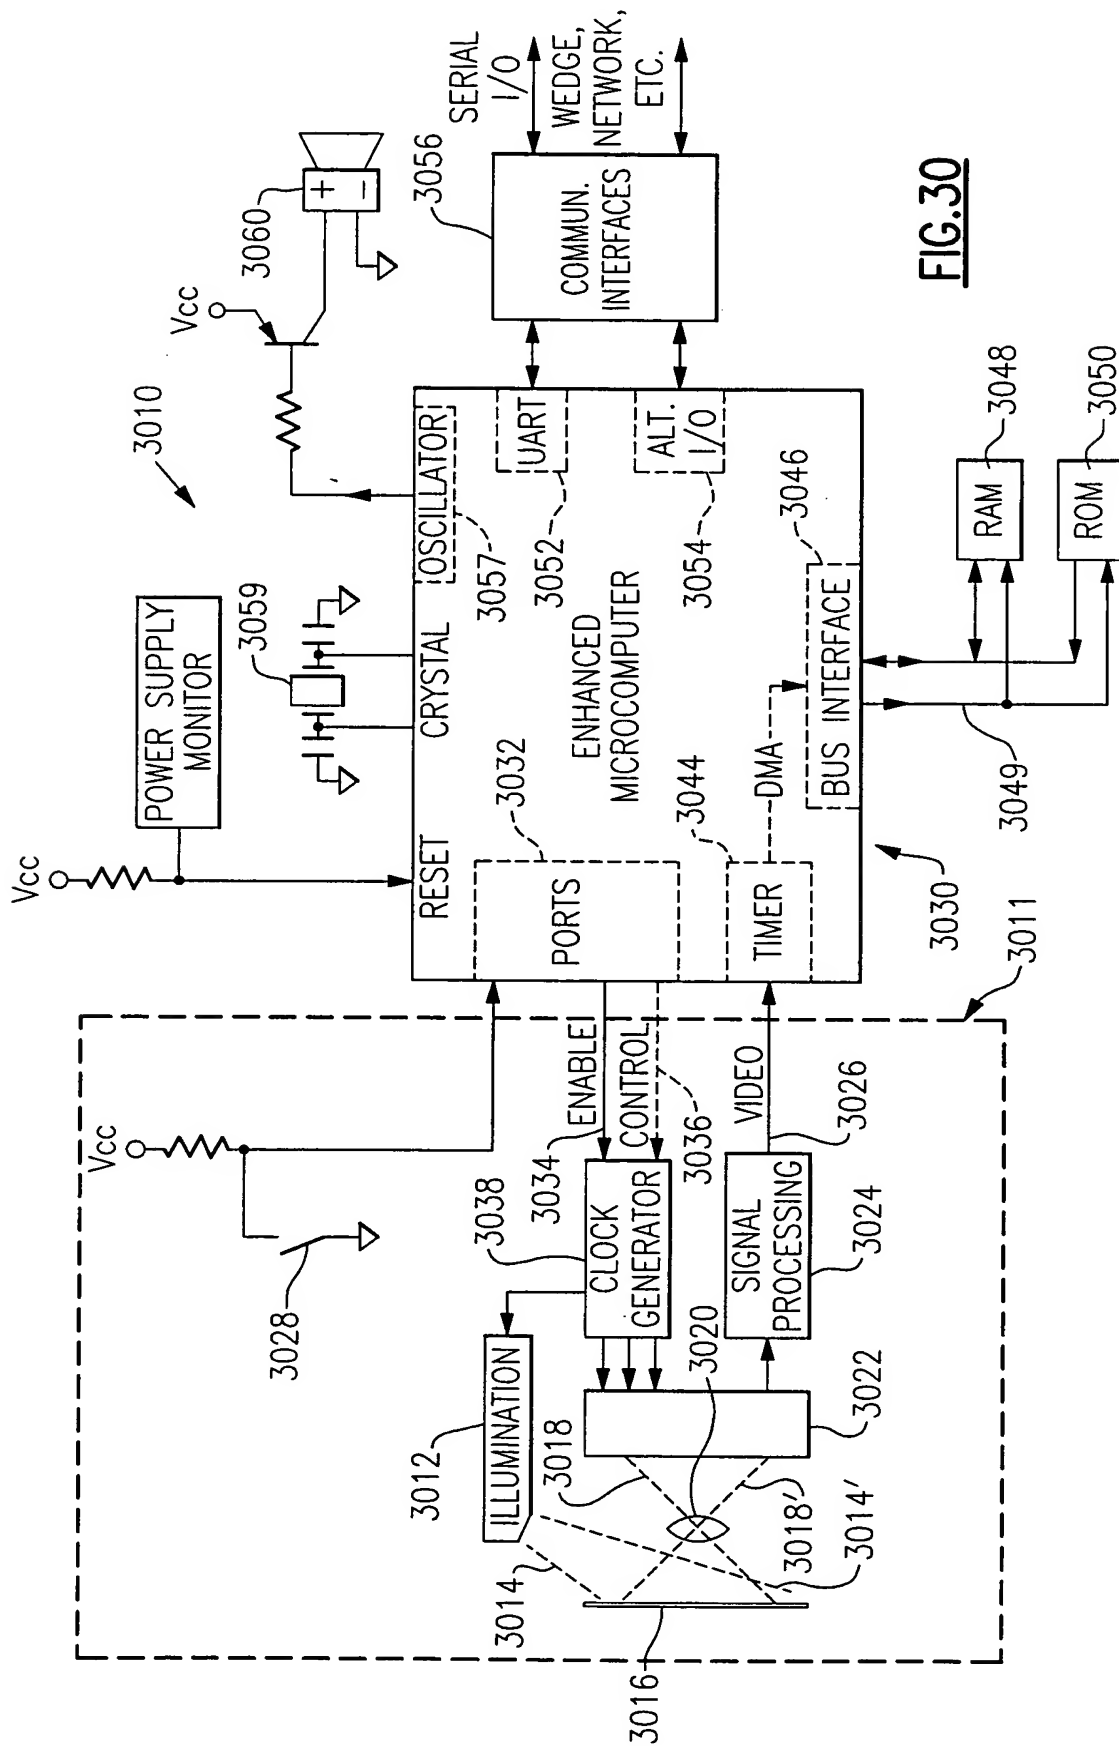 3010
Vcc
POWER SUPPLY
MONITOR
3059
Vcc
3060
+
−
SERIAL
I/O
WEDGE,
NETWORK,
ETC.
3056
COMMUN.
INTERFACES
RESET
CRYSTAL
OSCILLATOR
3057
UART
3052
ALT.
I/O
3054
ENHANCED
MICROCOMPUTER
PORTS
3032
TIMER
3044
DMA
BUS INTERFACE
3046
3030
3049
RAM
3048
ROM
3050
3011
Vcc
3028
ENABLE
3034
CONTROL
3036
3038
CLOCK
GENERATOR
VIDEO
3026
SIGNAL
PROCESSING
3024
ILLUMINATION
3012
3014
3018
3020
3022
3018'
3014'
3016
FIG.30